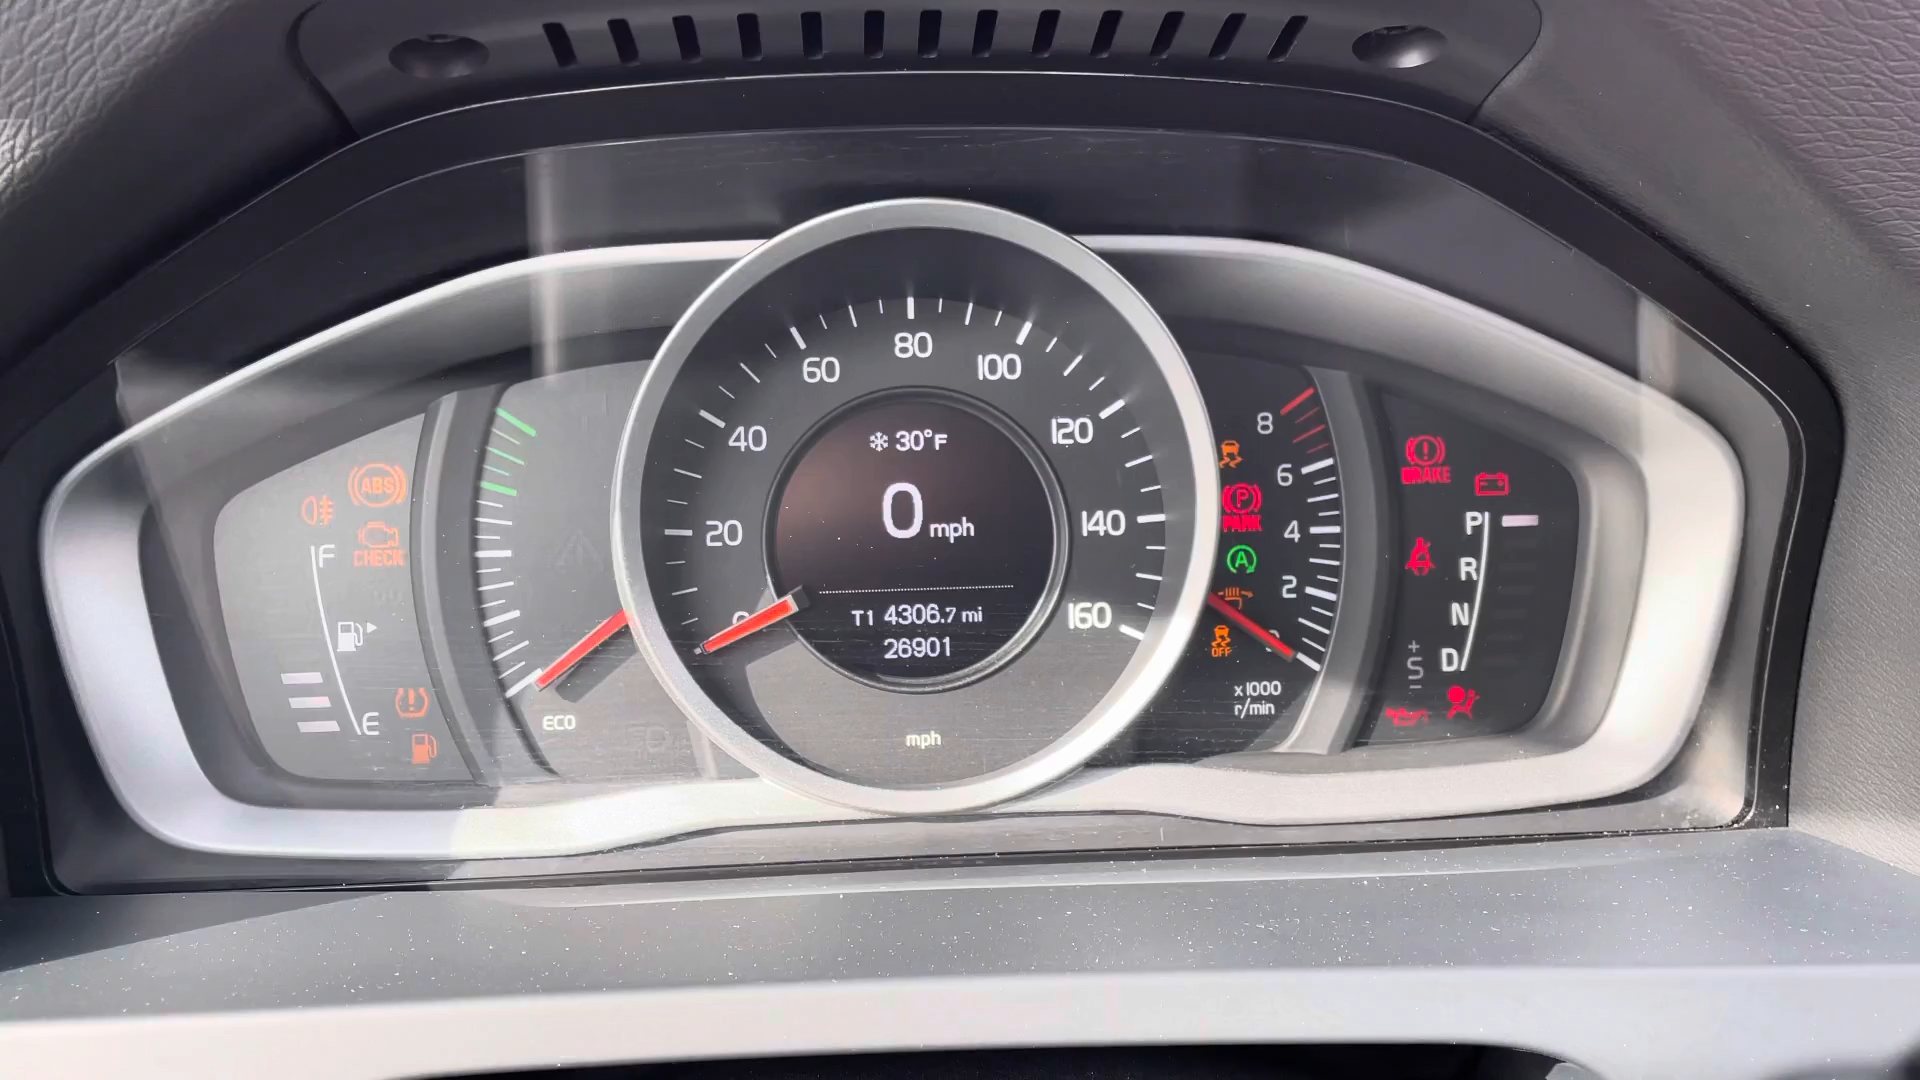 ABS
CHECK
F
E
ECO
0
20
40
60
80
100
120
140
160
30°F
0 mph
T1 4306.7 mi
26901
mph
PARK
A
OFF
8
6
4
2
x1000
r/min
BRAKE
P
R
N
D
+
S
-